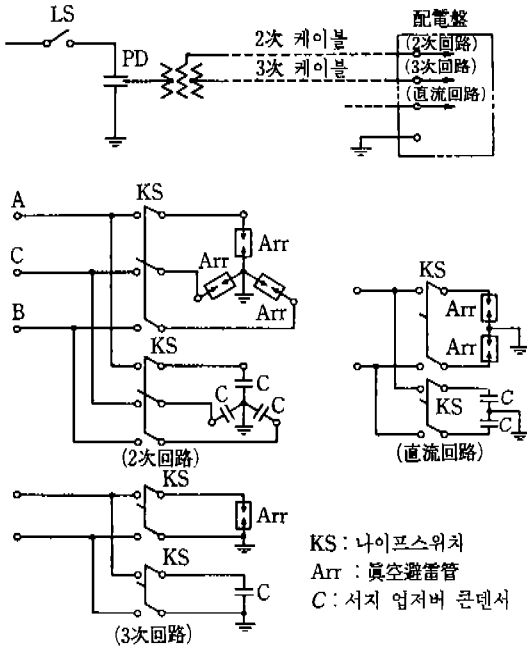 LS
配電盤
PD
2次 케이블
(2次回路)
3次 케이블
(3次回路)
(直流回路)
A
KS
Arr
Arr
C
Arr
B
KS
C
C
C
(2次回路)
KS
Arr
Arr
KS
C
C
(直流回路)
KS
Arr
KS
C
(3次回路)
KS : 나이프스위치
Arr : 眞空避雷管
C : 서지 업저버 콘덴서